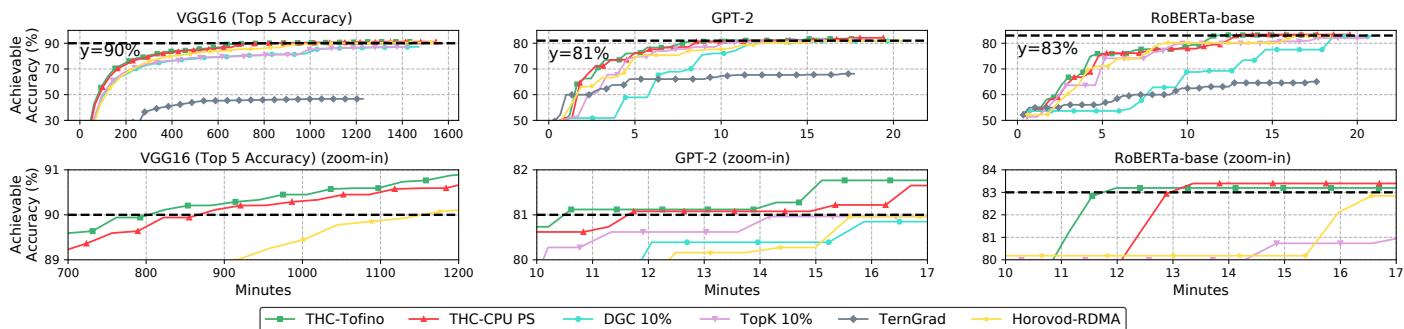 VGG16 (Top 5 Accuracy)
GPT-2
RoBERTa-base
Achievable
Accuracy (%)
90
70
50
30
y=90%
0 200 400 600 800 1000 1200 1400 1600
80
70
60
50
y=81%
0 5 10 15 20
80
70
60
50
y=83%
0 5 10 15 20
VGG16 (Top 5 Accuracy) (zoom-in)
GPT-2 (zoom-in)
RoBERTa-base (zoom-in)
Achievable
Accuracy (%)
91
90
89
700 800 900 1000 1100 1200
82
81
80
10 11 12 13 14 15 16 17
84
83
82
81
80
10 11 12 13 14 15 16 17
Minutes
Minutes
Minutes
THC-Tofino THC-CPU PS DGC 10% TopK 10% TernGrad Horovod-RDMA